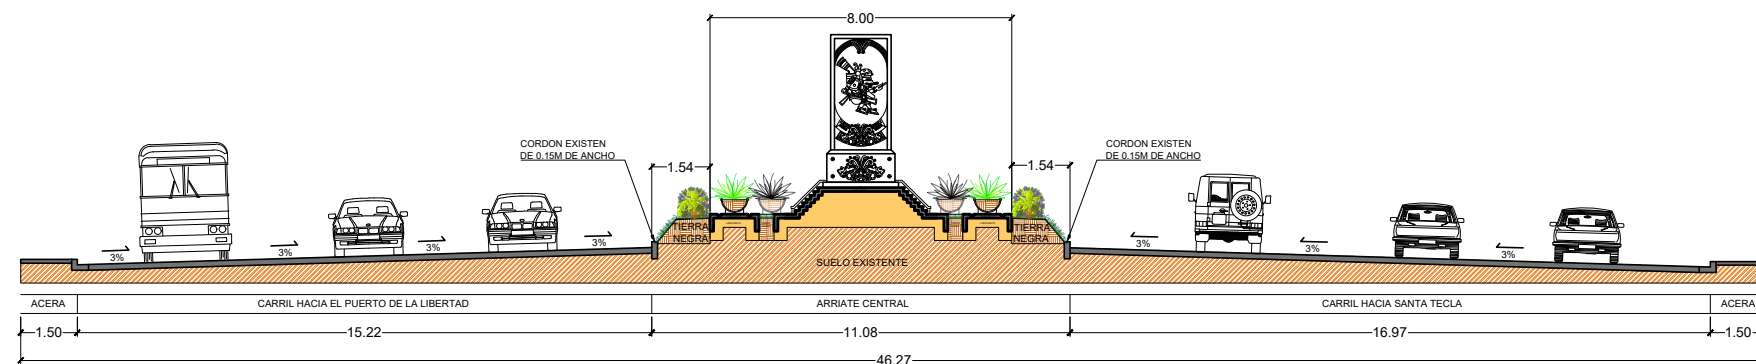 8.00
CORDON EXISTEN
DE 0.15M DE ANCHO
1.54
1.54
CORDON EXISTEN
DE 0.15M DE ANCHO
TIERRA
NEGRA
TIERRA
NEGRA
3%
3%
3%
3%
3%
3%
3%
SUELO EXISTENTE
ACERA
CARRIL HACIA EL PUERTO DE LA LIBERTAD
ARRIATE CENTRAL
CARRIL HACIA SANTA TECLA
ACERA
1.50
15.22
11.08
16.97
1.50
46.27